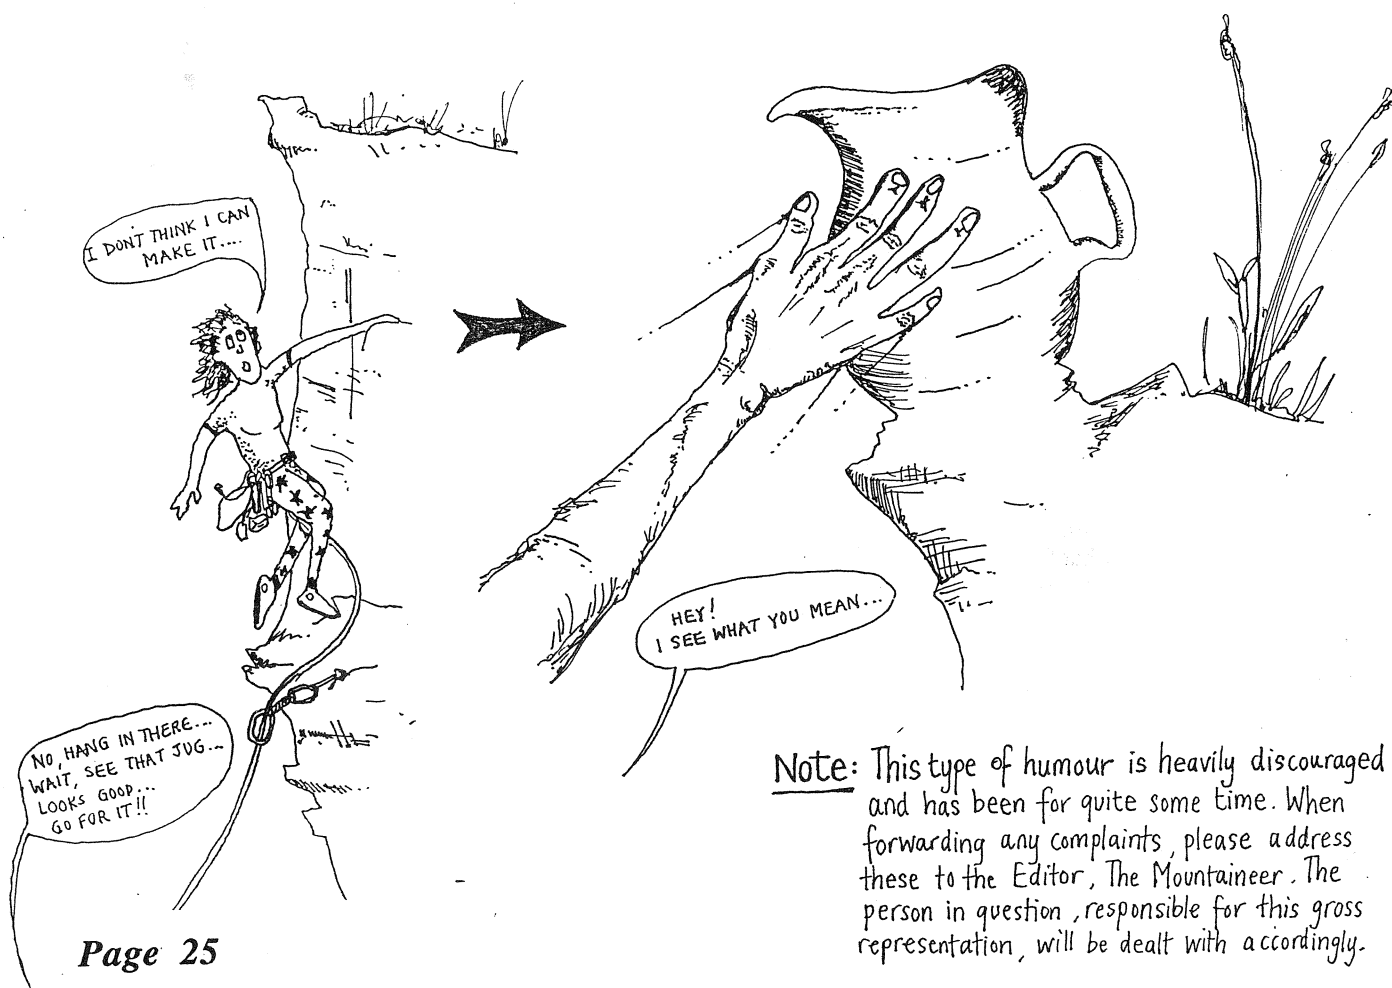 I DON'T THINK I CAN
MAKE IT....
NO, HANG IN THERE...
WAIT, SEE THAT JUG...
LOOKS GOOD...
GO FOR IT!!
HEY!
I SEE WHAT YOU MEAN...
Note: This type of humour is heavily discouraged
and has been for quite some time. When
forwarding any complaints, please address
these to the Editor, The Mountaineer. The
person in question, responsible for this gross
representation, will be dealt with accordingly.
Page 25